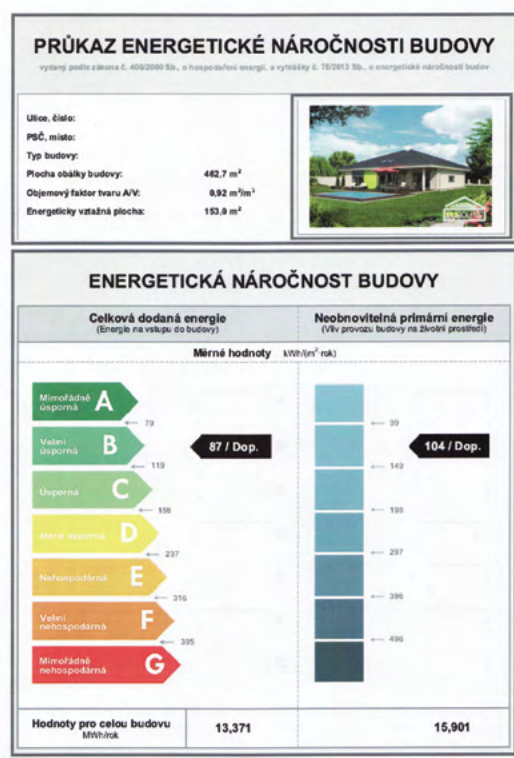 PRŮKAZ ENERGETICKÉ NÁROČNOSTI BUDOVY
vydaný podle zákona č. 406/2000 Sb., o hospodaření energií, a vyhlášky č. 78/2013 Sb., o energetické náročnosti budov
Ulice, číslo:
PSČ, místo:
Typ budovy:
Plocha obálky budovy: 462,7 m²
Objemový faktor tvaru A/V: 0,92 m²/m³
Energeticky vztažná plocha: 153,0 m²
ENERGETICKÁ NÁROČNOST BUDOVY
Celková dodaná energie
(Energie na vstupu do budovy)
Neobnovitelná primární energie
(Vliv provozu budovy na životní prostředí)
Měrné hodnoty kWh/(m²·rok)
Mimořádně úsporná A
79
99
Velmi úsporná B
87 / Dop.
104 / Dop.
119
149
Úsporná C
158
198
Méně úsporná D
237
297
Nehospodárná E
316
396
Velmi nehospodárná F
395
496
Mimořádně nehospodárná G
Hodnoty pro celou budovu
MWh/rok
13,371
15,901